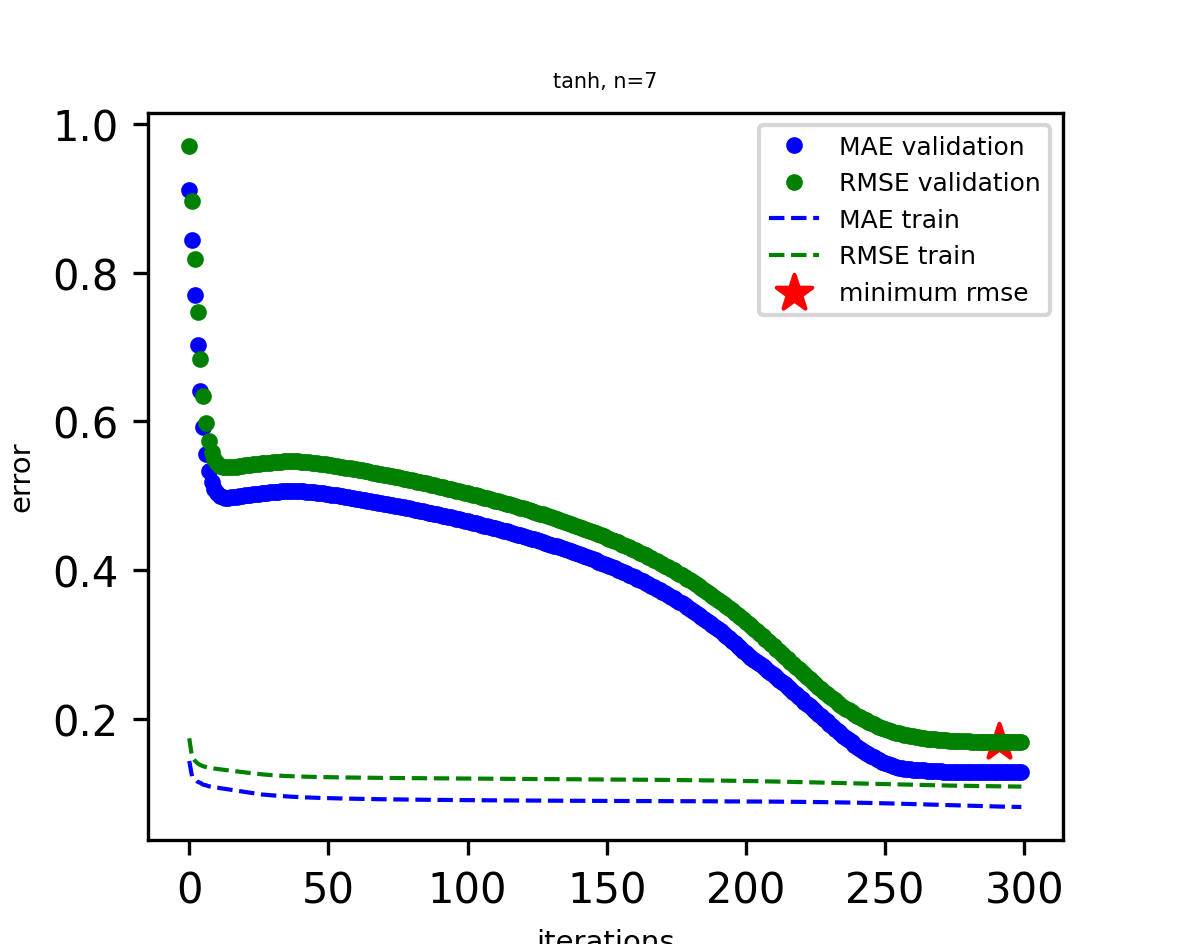 tanh, n=7
1.0
0.8
0.6
0.4
0.2
error
MAE validation
RMSE validation
MAE train
RMSE train
minimum rmse
0 50 100 150 200 250 300
iterations